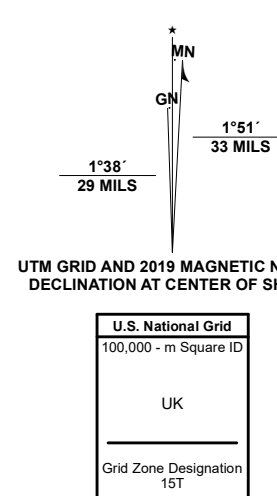 ★
MN
GN
1°51´
33 MILS
1°38´
29 MILS
UTM GRID AND 2019 MAGNETIC N
DECLINATION AT CENTER OF SH
U.S. National Grid
100,000 - m Square ID
UK
Grid Zone Designation
15T